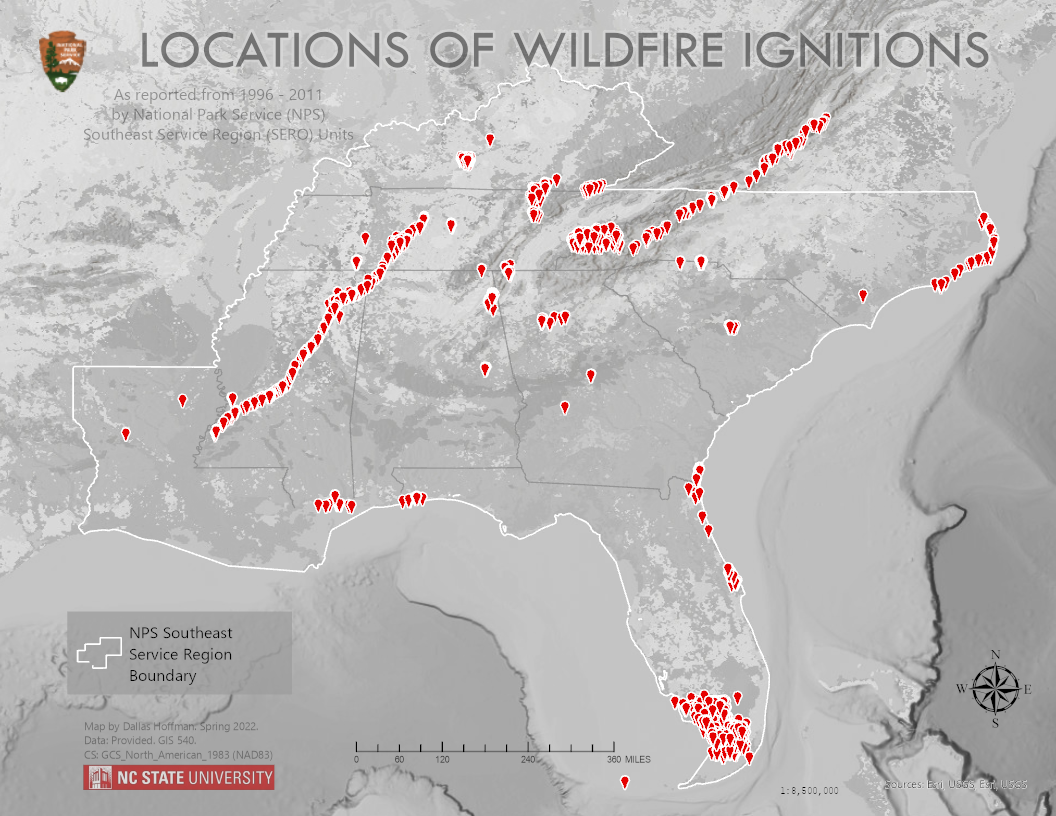 LOCATIONS OF WILDFIRE IGNITIONS
NATIONAL
PARK
SERVICE
As reported from 1996 - 2011
by National Park Service (NPS)
Southeast Service Region (SERO) Units
NPS Southeast
Service Region
Boundary
N
W E
S
Map by Dallas Hoffman. Spring 2022.
Data: Provided. GIS 540.
CS: GCS_North_American_1983 (NAD83)
NC STATE UNIVERSITY
0 60 120 240 360 MILES
1:8,500,000
Sources: Esri, USGS Esri, USGS